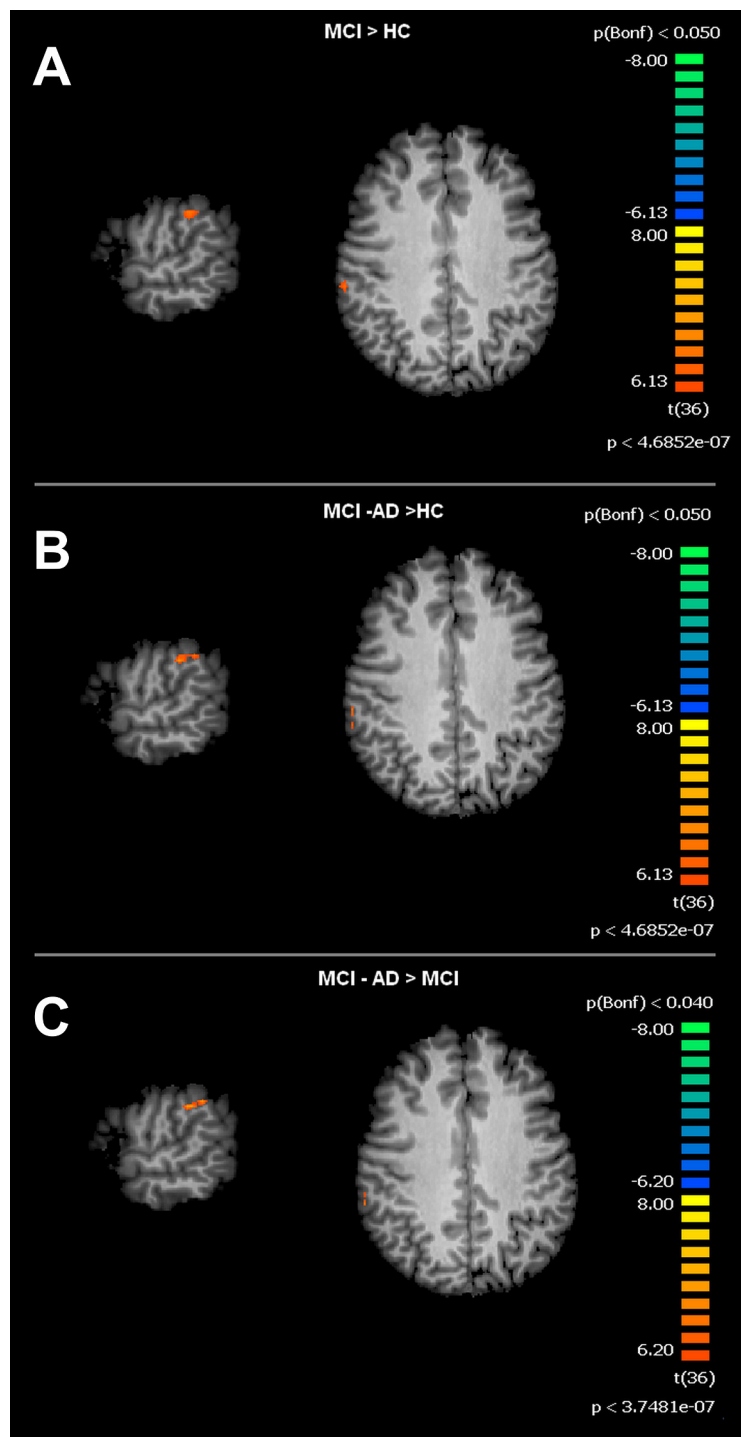 MCI > HC
p(Bonf) < 0.050
A
-8.00
-6.13
8.00
6.13
t(36)
p < 4.6852e-07
MCI -AD >HC
p(Bonf) < 0.050
B
-8.00
-6.13
8.00
6.13
t(36)
p < 4.6852e-07
MCI - AD > MCI
p(Bonf) < 0.040
C
-8.00
-6.20
8.00
6.20
t(36)
p < 3.7481e-07